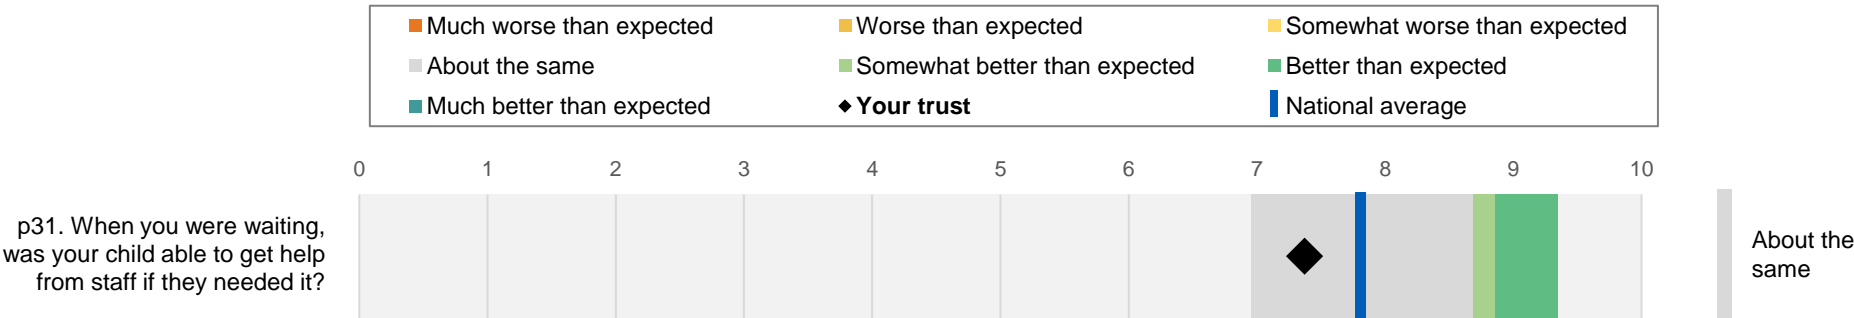 Much worse than expected
Worse than expected
Somewhat worse than expected
About the same
Somewhat better than expected
Better than expected
Much better than expected
Your trust
National average
0 1 2 3 4 5 6 7 8 9 10
p31. When you were waiting,
was your child able to get help
from staff if they needed it?
About the
same